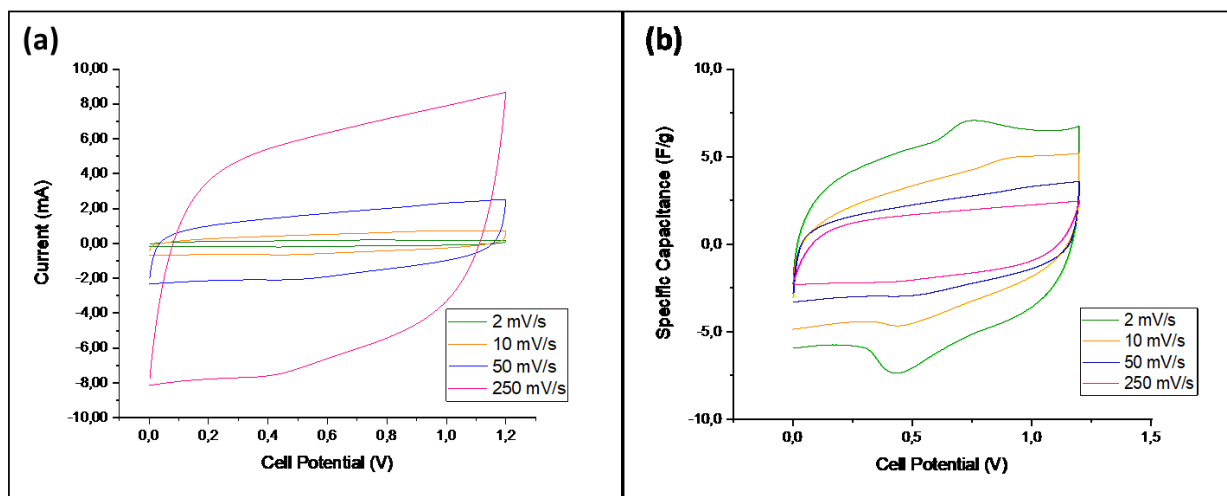 (a)
10,00
8,00
6,00
4,00
2,00
0,00
-2,00
-4,00
-6,00
-8,00
-10,00
Current (mA)
0,0 0,2 0,4 0,6 0,8 1,0 1,2
Cell Potential (V)
2 mV/s
10 mV/s
50 mV/s
250 mV/s
(b)
10,0
5,0
0,0
-5,0
-10,0
Specific Capacitance (F/g)
0,0 0,5 1,0 1,5
Cell Potential (V)
2 mV/s
10 mV/s
50 mV/s
250 mV/s